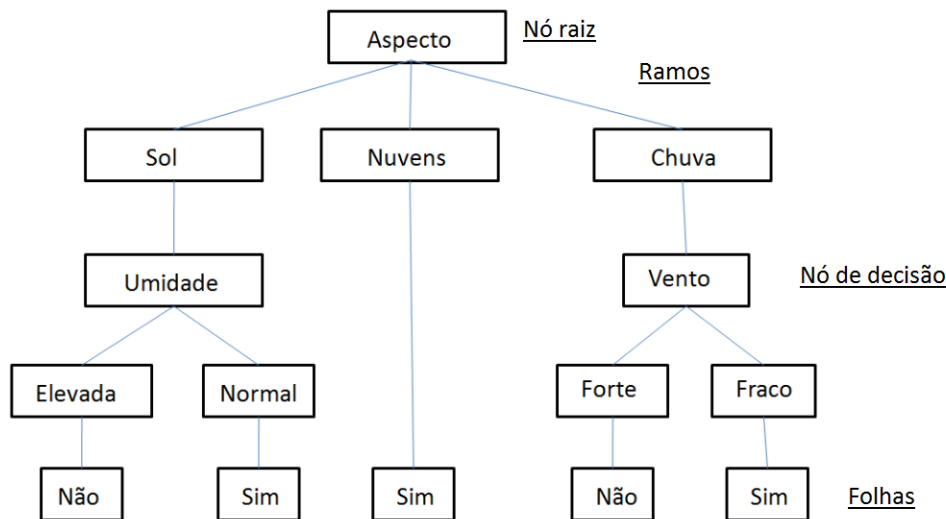 Aspecto
Nó raiz
Ramos
Sol
Nuvens
Chuva
Umidade
Vento
Nó de decisão
Elevada
Normal
Forte
Fraco
Não
Sim
Sim
Não
Sim
Folhas